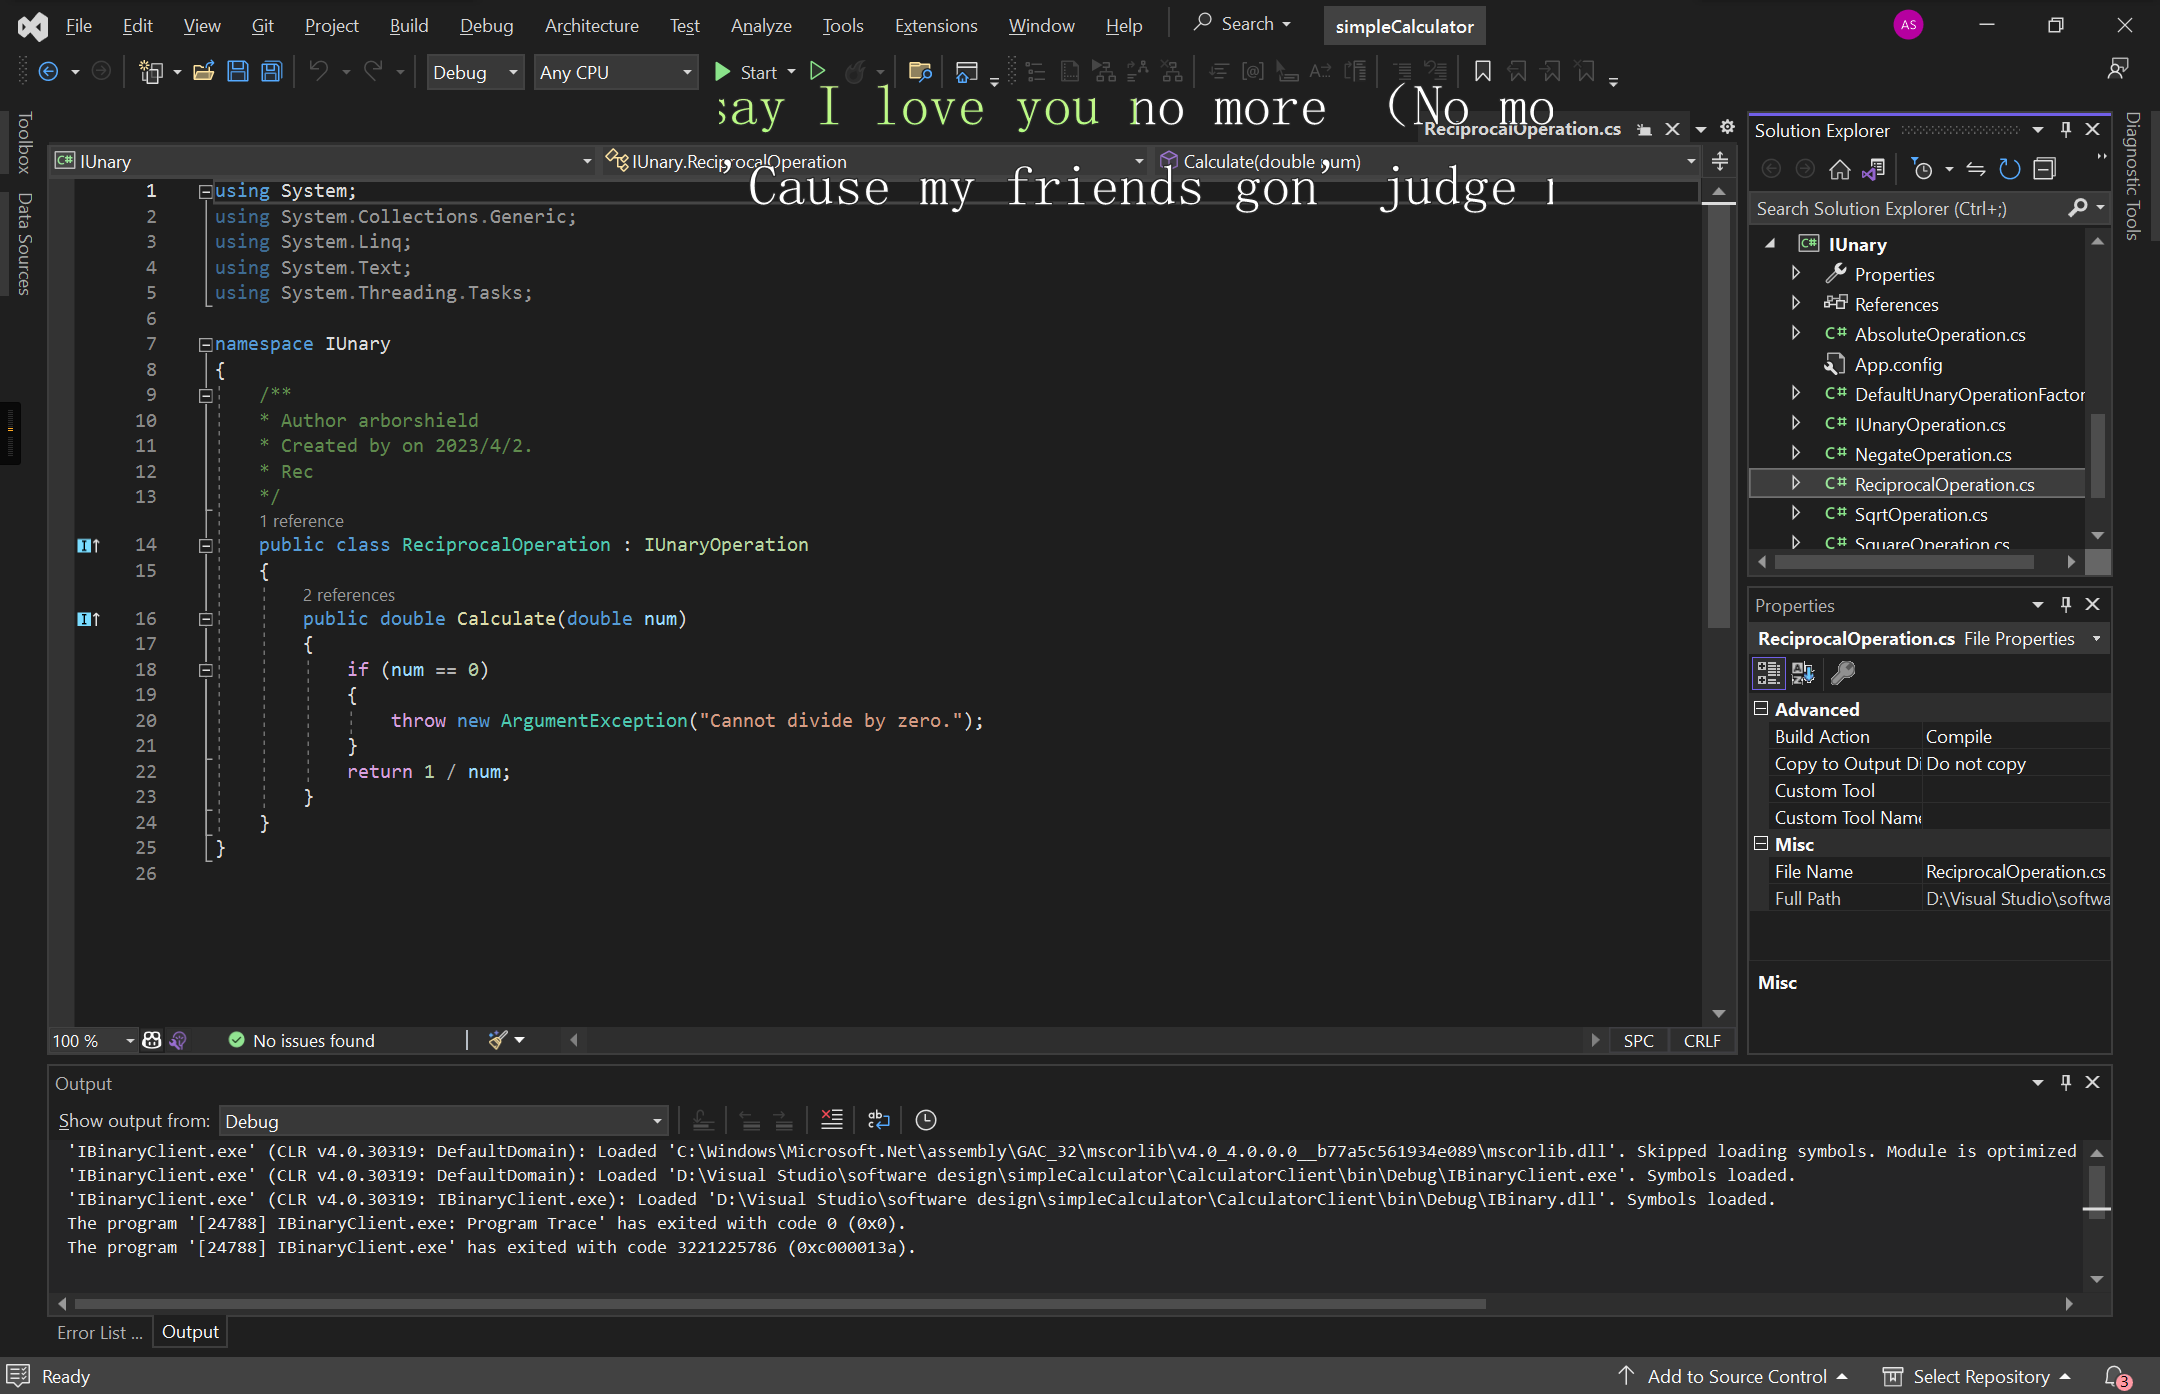 File Edit View Git Project Build Debug Architecture Test Analyze Tools Extensions Window Help Search simpleCalculator AS
Debug Any CPU Start
say I love you no more (No mo
ReciprocalOperation.cs
IUnary IUnary.ReciprocalOperation Calculate(double num)
'Cause my friends gon' judge
Toolbox
Data Sources
1 using System;
2 using System.Collections.Generic;
3 using System.Linq;
4 using System.Text;
5 using System.Threading.Tasks;
6
7 namespace IUnary
8 {
9 /**
10 * Author arborshield
11 * Created by on 2023/4/2.
12 * Rec
13 */
1 reference
14 public class ReciprocalOperation : IUnaryOperation
15 {
2 references
16 public double Calculate(double num)
17 {
18 if (num == 0)
19 {
20 throw new ArgumentException("Cannot divide by zero.");
21 }
22 return 1 / num;
23 }
24 }
25 }
26
100 % No issues found SPC CRLF
Solution Explorer
Search Solution Explorer (Ctrl+;)
C# IUnary
Properties
References
C# AbsoluteOperation.cs
App.config
C# DefaultUnaryOperationFactor
C# IUnaryOperation.cs
C# NegateOperation.cs
C# ReciprocalOperation.cs
C# SqrtOperation.cs
C# SquareOperation.cs
Diagnostic Tools
Properties
ReciprocalOperation.cs File Properties
Advanced
Build Action Compile
Copy to Output Di Do not copy
Custom Tool
Custom Tool Name
Misc
File Name ReciprocalOperation.cs
Full Path D:\Visual Studio\softwa
Misc
Output
Show output from: Debug
'IBinaryClient.exe' (CLR v4.0.30319: DefaultDomain): Loaded 'C:\Windows\Microsoft.Net\assembly\GAC_32\mscorlib\v4.0_4.0.0.0__b77a5c561934e089\mscorlib.dll'. Skipped loading symbols. Module is optimized
'IBinaryClient.exe' (CLR v4.0.30319: DefaultDomain): Loaded 'D:\Visual Studio\software design\simpleCalculator\CalculatorClient\bin\Debug\IBinaryClient.exe'. Symbols loaded.
'IBinaryClient.exe' (CLR v4.0.30319: IBinaryClient.exe): Loaded 'D:\Visual Studio\software design\simpleCalculator\CalculatorClient\bin\Debug\IBinary.dll'. Symbols loaded.
The program '[24788] IBinaryClient.exe: Program Trace' has exited with code 0 (0x0).
The program '[24788] IBinaryClient.exe' has exited with code 3221225786 (0xc000013a).
Error List ... Output
Ready Add to Source Control Select Repository 3